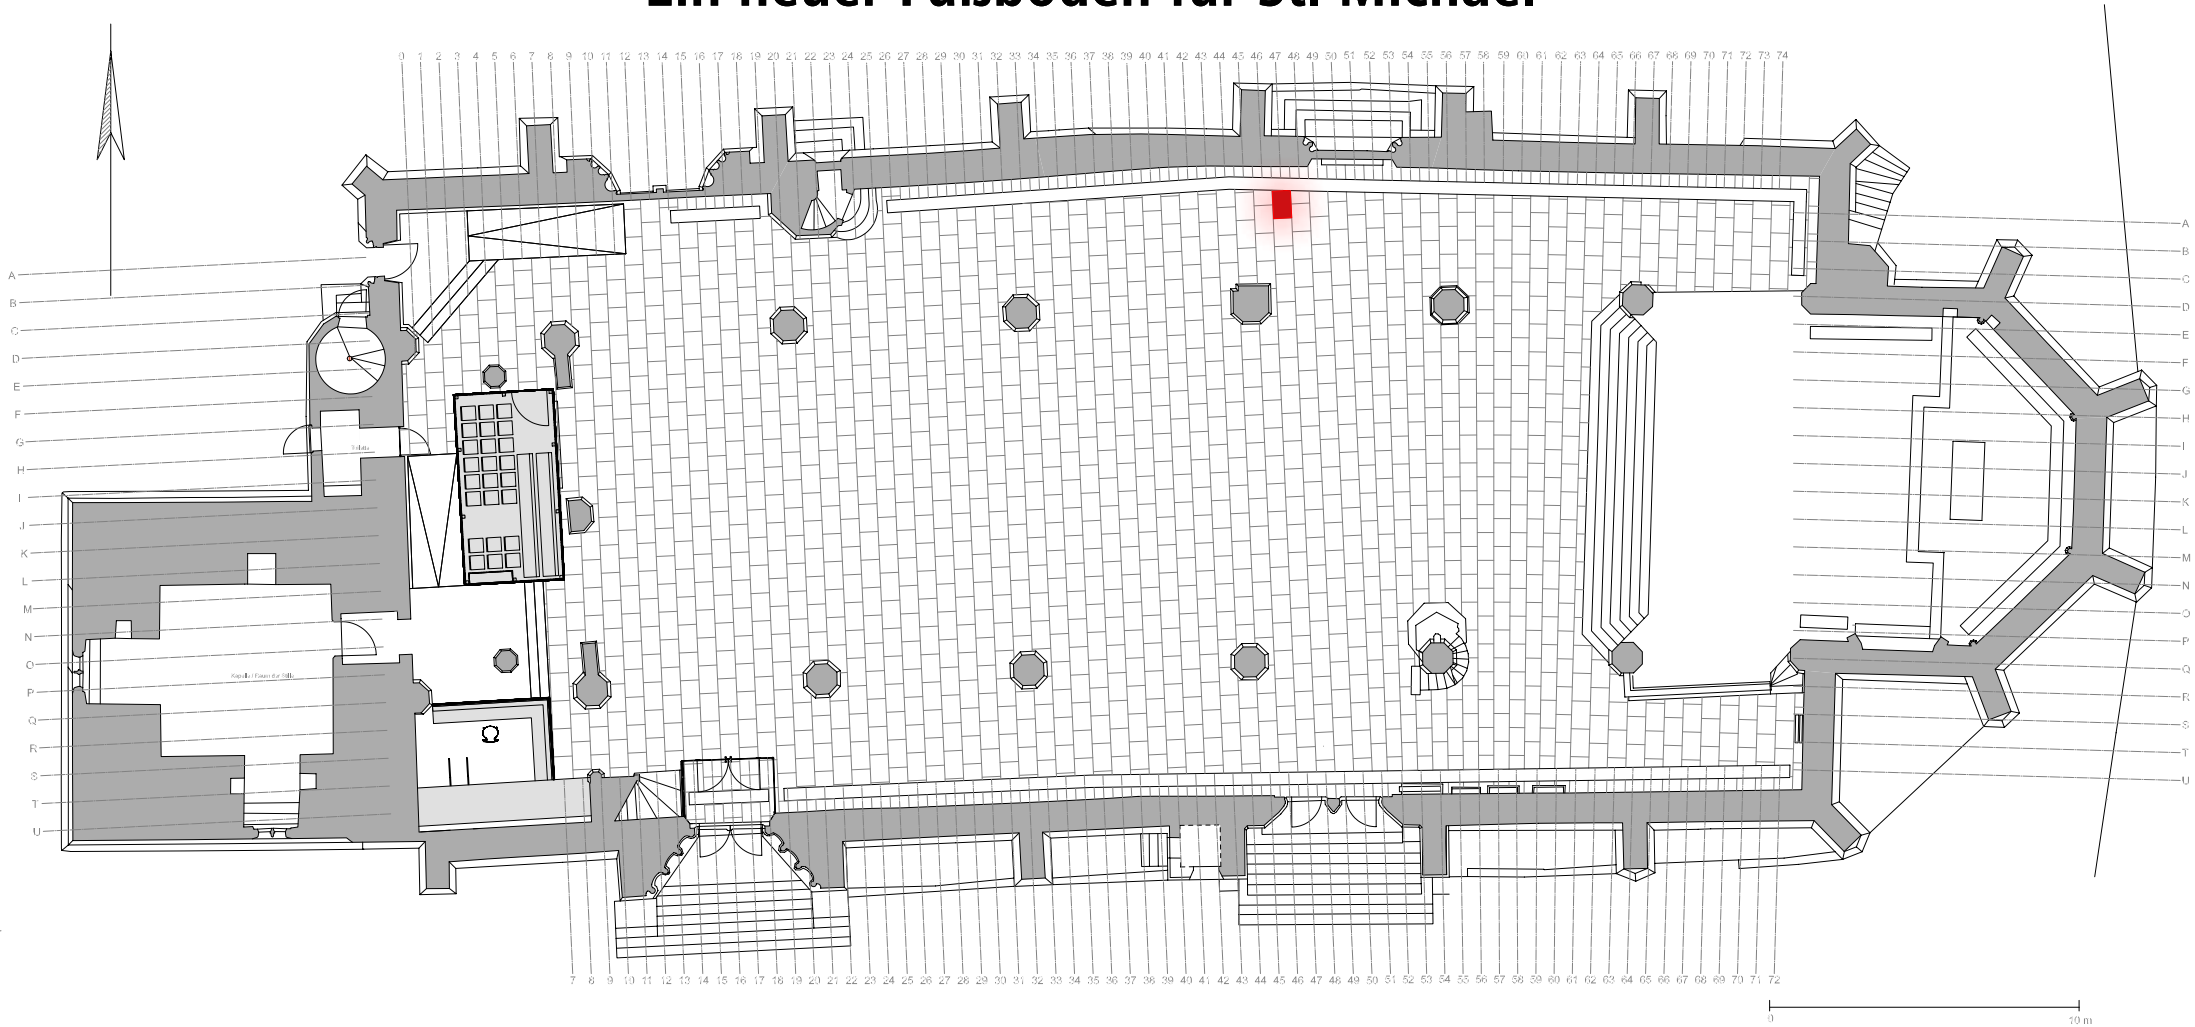 Ein neuer Fußboden für St. Michael
0 1 2 3 4 5 6 7 8 9 10 11 12 13 14 15 16 17 18 19 20 21 22 23 24 25 26 27 28 29 30 31 32 33 34 35 36 37 38 39 40 41 42 43 44 45 46 47 48 49 50 51 52 53 54 55 56 57 58 59 60 61 62 63 64 65 66 67 68 69 70 71 72 73 74
A
B
C
D
E
F
G
H
I
J
K
L
M
N
O
P
Q
R
S
T
U
Kapelle / Raum der Stille
A
B
C
D
E
F
G
H
I
J
K
L
M
N
O
P
Q
R
S
T
U
7 8 9 10 11 12 13 14 15 16 17 18 19 20 21 22 23 24 25 26 27 28 29 30 31 32 33 34 35 36 37 38 39 40 41 42 43 44 45 46 47 48 49 50 51 52 53 54 55 56 57 58 59 60 61 62 63 64 65 66 67 68 69 70 71 72
0 10 m